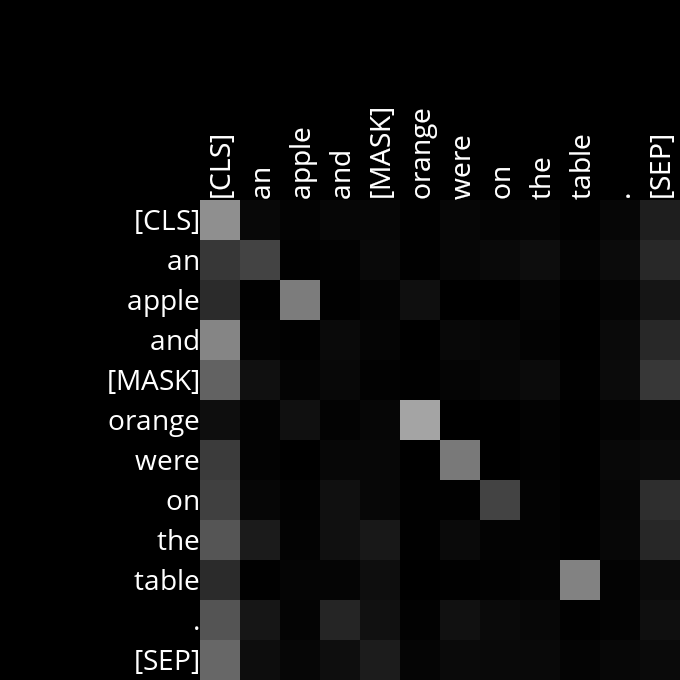 [CLS] an apple and [MASK] orange were on the table . [SEP]
[CLS]
an
apple
and
[MASK]
orange
were
on
the
table
.
[SEP]